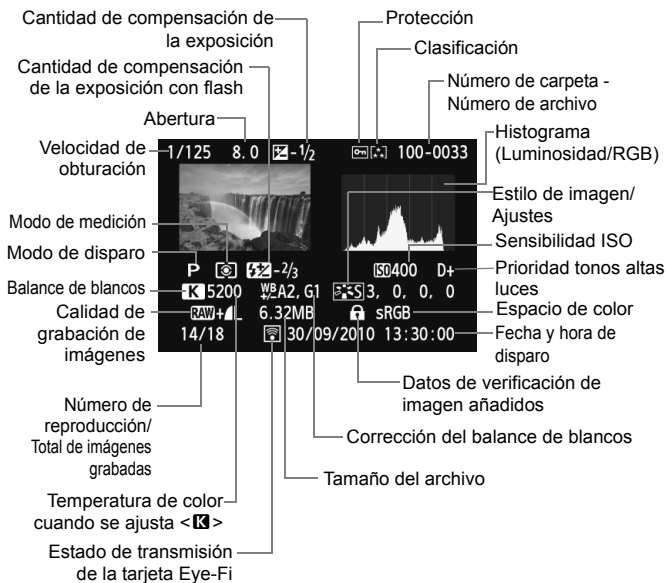 Cantidad de compensación de
la exposición
Cantidad de compensación
de la exposición con flash
Abertura
Velocidad de
obturación
Modo de medición
Modo de disparo
Balance de blancos
Calidad de
grabación de
imágenes
Protección
Clasificación
Número de carpeta -
Número de archivo
Histograma
(Luminosidad/RGB)
Estilo de imagen/
Ajustes
Sensibilidad ISO
Prioridad tonos altas
luces
Espacio de color
Fecha y hora de
disparo
1/125 8.0 -1/2 100-0033
P -2/3 ISO400 D+
K 5200 WB A2, G1 S 3, 0, 0, 0
RAW+L 6.32MB sRGB
14/18 30/09/2010 13:30:00
Datos de verificación de
imagen añadidos
Corrección del balance de blancos
Tamaño del archivo
Número de
reproducción/
Total de imágenes
grabadas
Temperatura de color
cuando se ajusta <K>
Estado de transmisión
de la tarjeta Eye-Fi